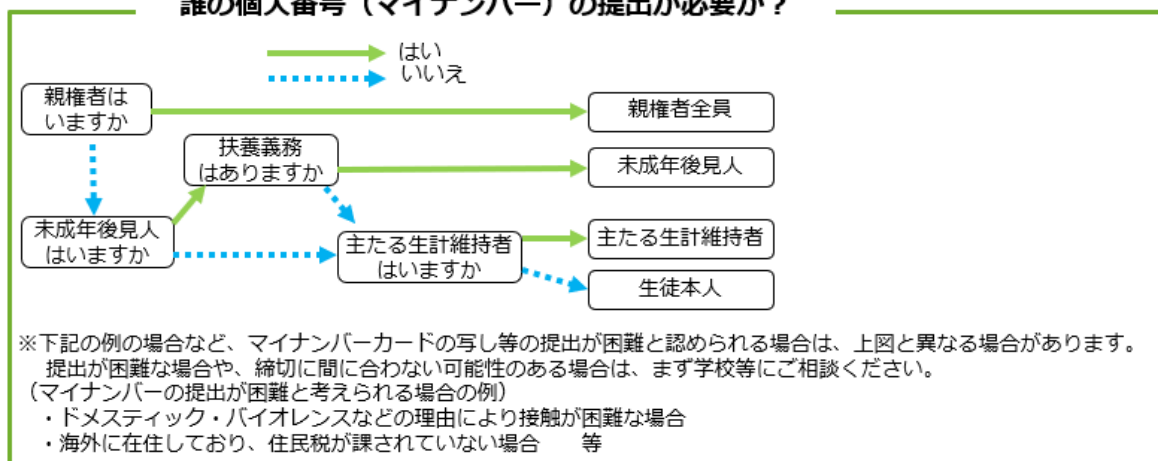 誰の個人番号（マイナンバー）の提出が必要か？
はい
いいえ
親権者は
いますか
親権者全員
扶養義務
はありますか
未成年後見人
未成年後見人
はいますか
主たる生計維持者
はいますか
主たる生計維持者
生徒本人
※下記の例の場合など、マイナンバーカードの写し等の提出が困難と認められる場合は、上図と異なる場合があります。
提出が困難な場合や、締切に間に合わない可能性のある場合は、まず学校等にご相談ください。
（マイナンバーの提出が困難と考えられる場合の例）
・ドメスティック・バイオレンスなどの理由により接触が困難な場合
・海外に在住しており、住民税が課されていない場合　　等